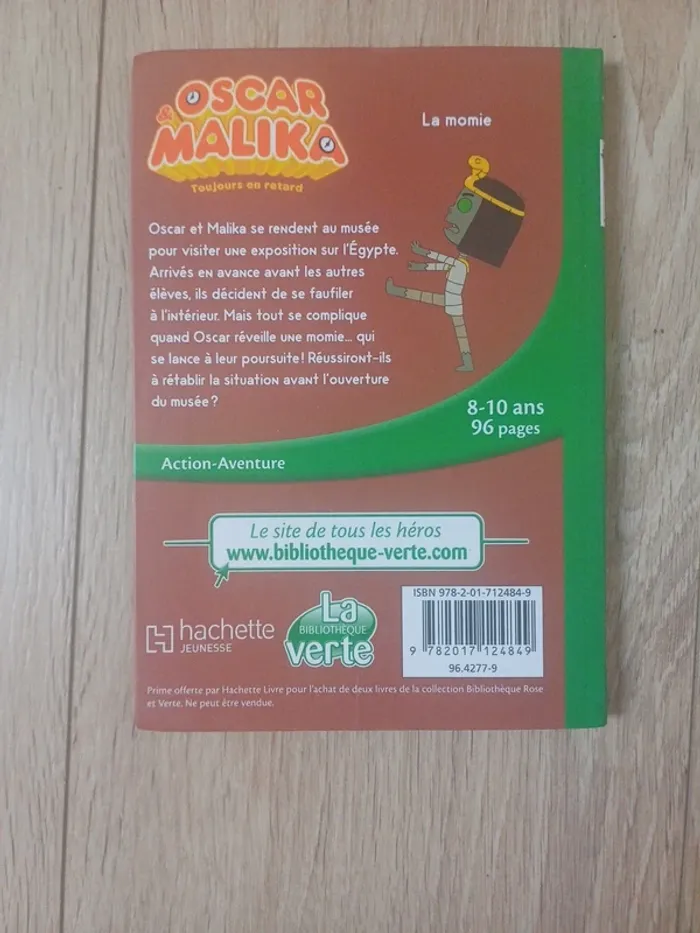 OSCAR
& MALIKA
Toujours en retard
La momie
Oscar et Malika se rendent au musée
pour visiter une exposition sur l'Égypte.
Arrivés en avance avant les autres
élèves, ils décident de se faufiler
à l'intérieur. Mais tout se complique
quand Oscar réveille une momie... qui
se lance à leur poursuite ! Réussiront-ils
à rétablir la situation avant l'ouverture
du musée ?
8-10 ans
96 pages
Action-Aventure
Le site de tous les héros
www.bibliotheque-verte.com
hachette
JEUNESSE
La
BIBLIOTHÈQUE
verte
ISBN 978-2-01-712484-9
9 782017 124849
96.4277-9
Prime offerte par Hachette Livre pour l'achat de deux livres de la collection Bibliothèque Rose
et Verte. Ne peut être vendue.